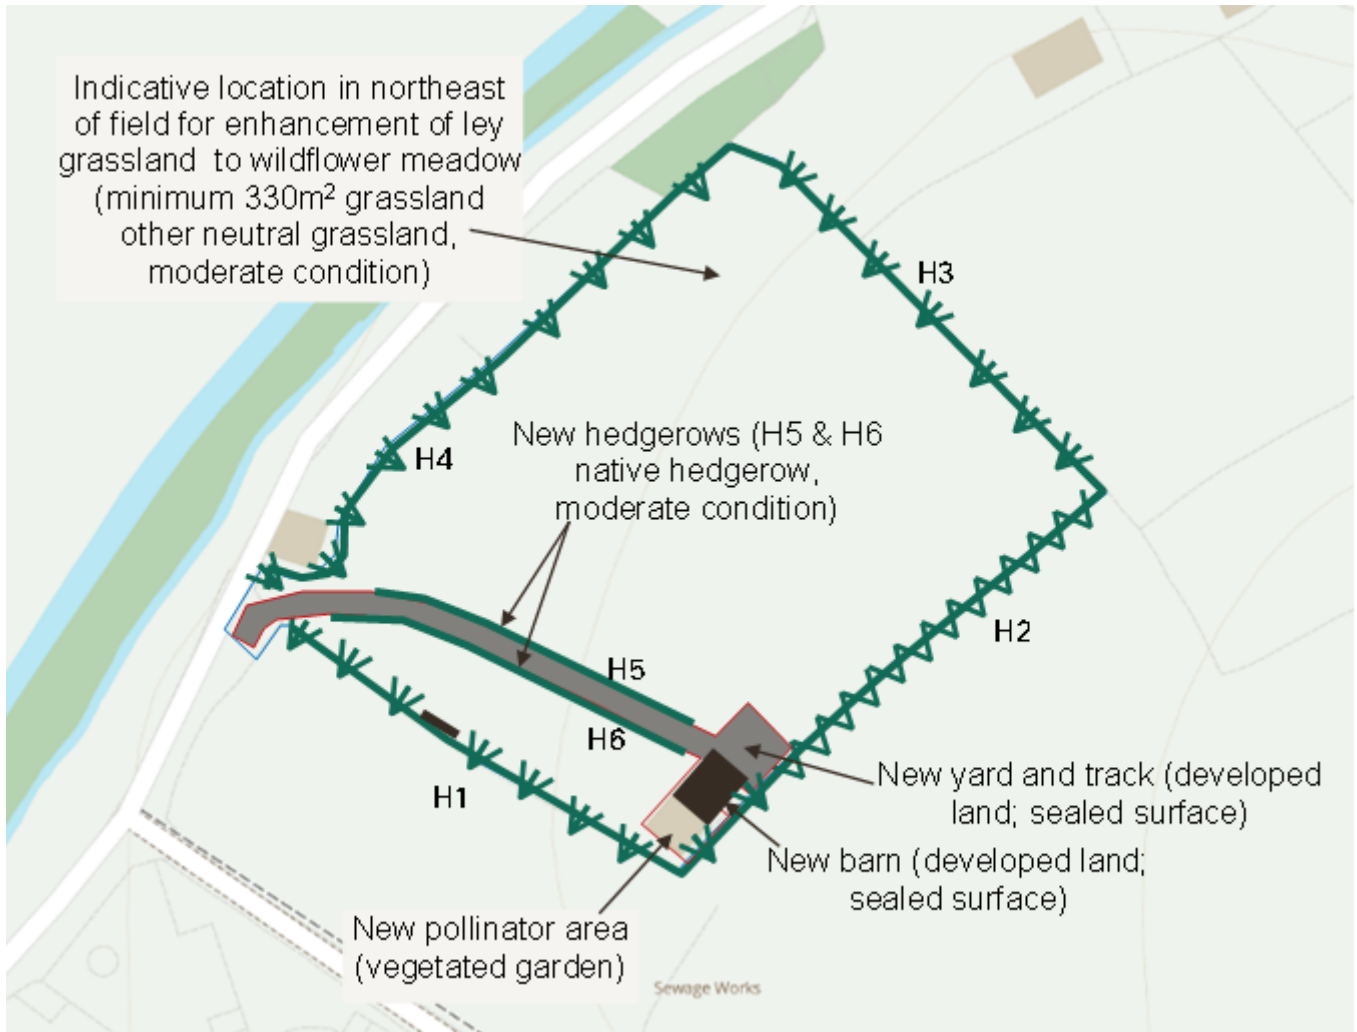 Indicative location in northeast
of field for enhancement of ley
grassland to wildflower meadow
(minimum 330m² grassland
other neutral grassland,
moderate condition)
H3
New hedgerows (H5 & H6
native hedgerow,
moderate condition)
H4
H2
H5
H6
H1
New yard and track (developed
land; sealed surface)
New barn (developed land;
sealed surface)
New pollinator area
(vegetated garden)
Sewage Works